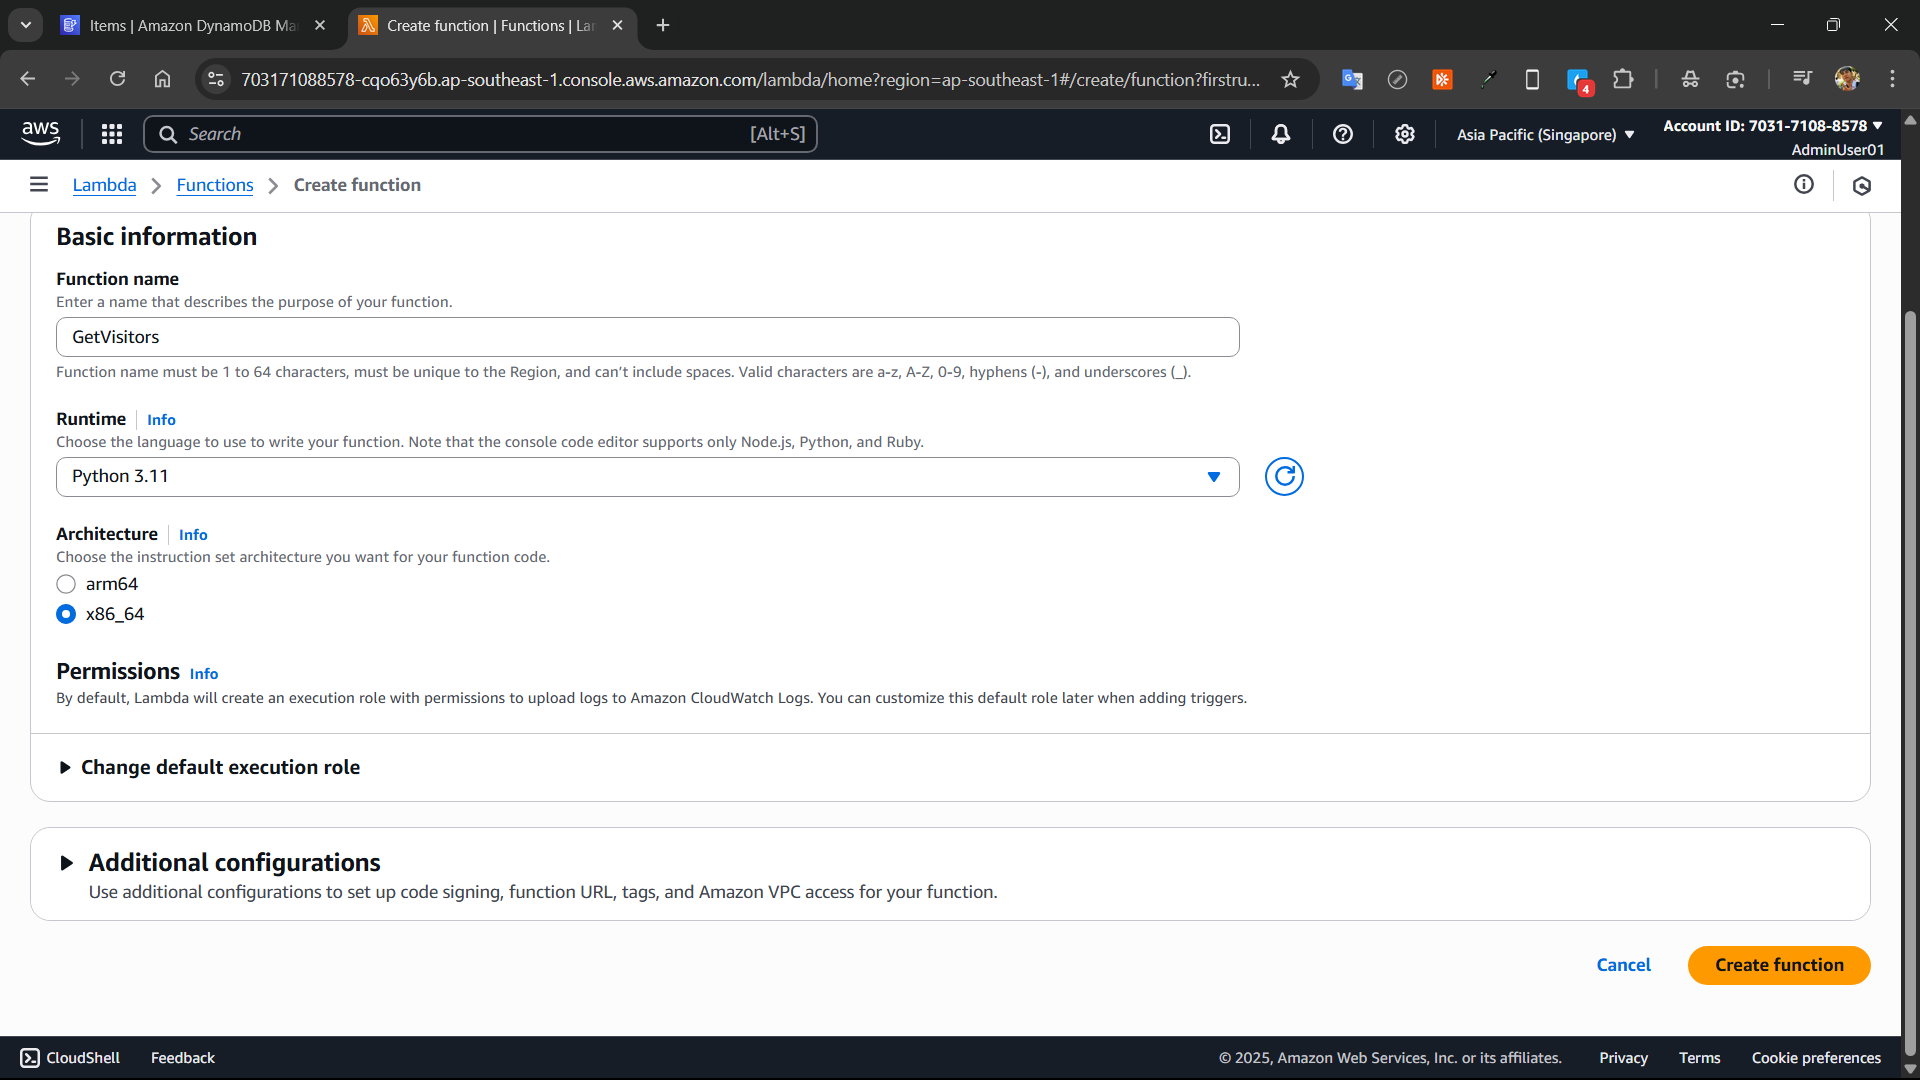 Items | Amazon DynamoDB Ma
Create function | Functions | La
703171088578-cqo63y6b.ap-southeast-1.console.aws.amazon.com/lambda/home?region=ap-southeast-1#/create/function?firstru...
4
aws
Search
[Alt+S]
Asia Pacific (Singapore)
Account ID: 7031-7108-8578
AdminUser01
Lambda
Functions
Create function
Basic information
Function name
Enter a name that describes the purpose of your function.
GetVisitors
Function name must be 1 to 64 characters, must be unique to the Region, and can’t include spaces. Valid characters are a-z, A-Z, 0-9, hyphens (-), and underscores (_).
Runtime
Info
Choose the language to use to write your function. Note that the console code editor supports only Node.js, Python, and Ruby.
Python 3.11
Architecture
Info
Choose the instruction set architecture you want for your function code.
arm64
x86_64
Permissions Info
By default, Lambda will create an execution role with permissions to upload logs to Amazon CloudWatch Logs. You can customize this default role later when adding triggers.
Change default execution role
Additional configurations
Use additional configurations to set up code signing, function URL, tags, and Amazon VPC access for your function.
Cancel
Create function
CloudShell
Feedback
© 2025, Amazon Web Services, Inc. or its affiliates.
Privacy
Terms
Cookie preferences